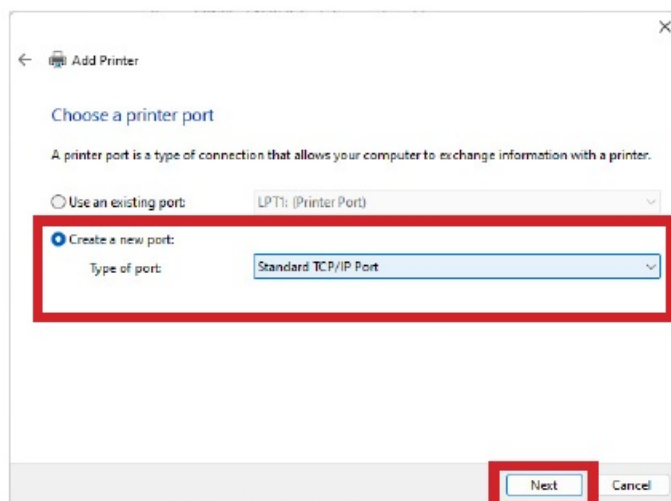 Add Printer
Choose a printer port
A printer port is a type of connection that allows your computer to exchange information with a printer.
Use an existing port: LPT1: (Printer Port)
Create a new port:
Type of port: Standard TCP/IP Port
Next Cancel